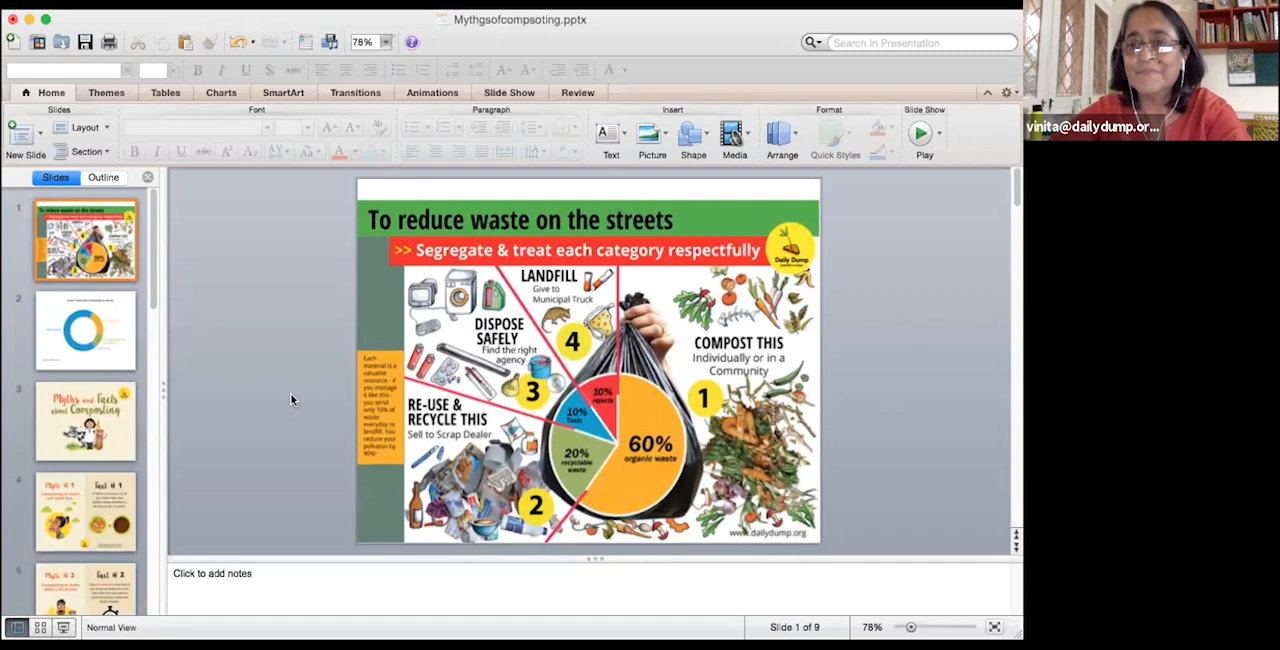 Mythgsofcompsoting.pptx
78%
Search in Presentation
B I U S ABC
Home Themes Tables Charts SmartArt Transitions Animations Slide Show Review
Slides Font Paragraph Insert Format Slide Show
New Slide
Layout
Section
Text Picture Shape Media Arrange Quick Styles Play
Slides Outline
1
2
3
Myths and Facts
about Composting
4
Myth # 1 Fact # 1
5
Myth # 2 Fact # 2
To reduce waste on the streets
>> Segregate & treat each category respectfully
Daily Dump
LANDFILL
Give to
Municipal Truck
4
DISPOSE
SAFELY
Find the right
agency
3
COMPOST THIS
Individually or in a
Community
1
RE-USE &
RECYCLE THIS
Sell to Scrap Dealer
2
10%
rejects
10%
Toxic
20%
recyclable
waste
60%
organic waste
Each
material is a
valuable
resource - if
you manage
it like this -
you send
only 10% of
waste
everyday to
landfill. You
reduce your
pollution by
90%!
www.dailydump.org
Click to add notes
Normal View
Slide 1 of 9
78%
vinita@dailydump.or...